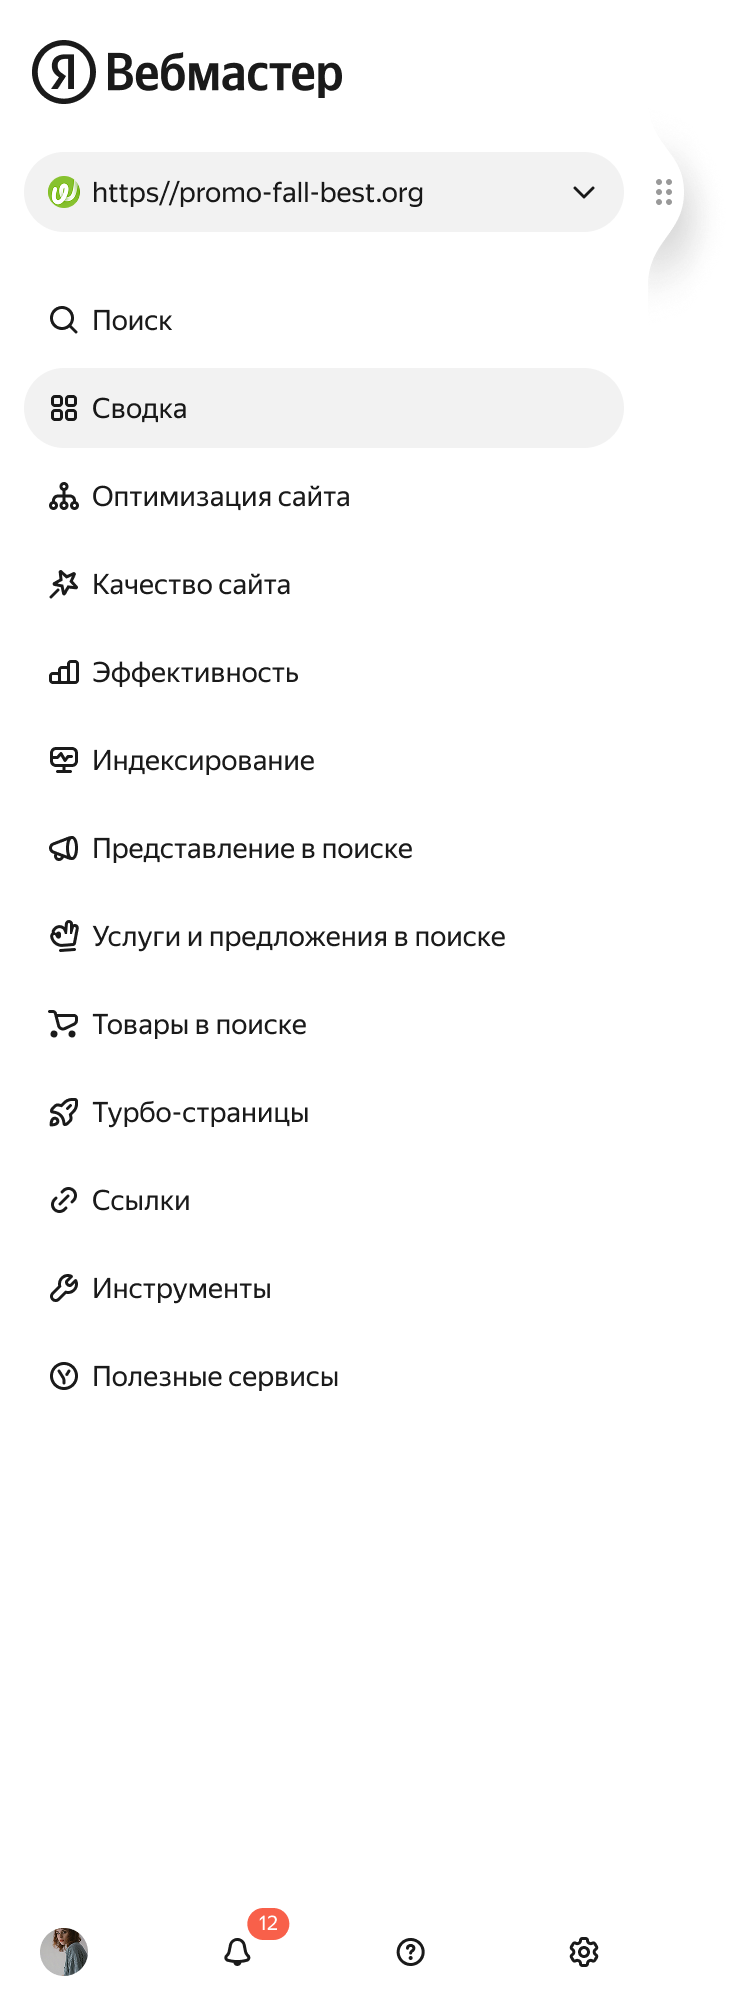 Я Вебмастер
https//promo-fall-best.org
Поиск
Сводка
Оптимизация сайта
Качество сайта
Эффективность
Индексирование
Представление в поиске
Услуги и предложения в поиске
Товары в поиске
Турбо-страницы
Ссылки
Инструменты
Полезные сервисы
12